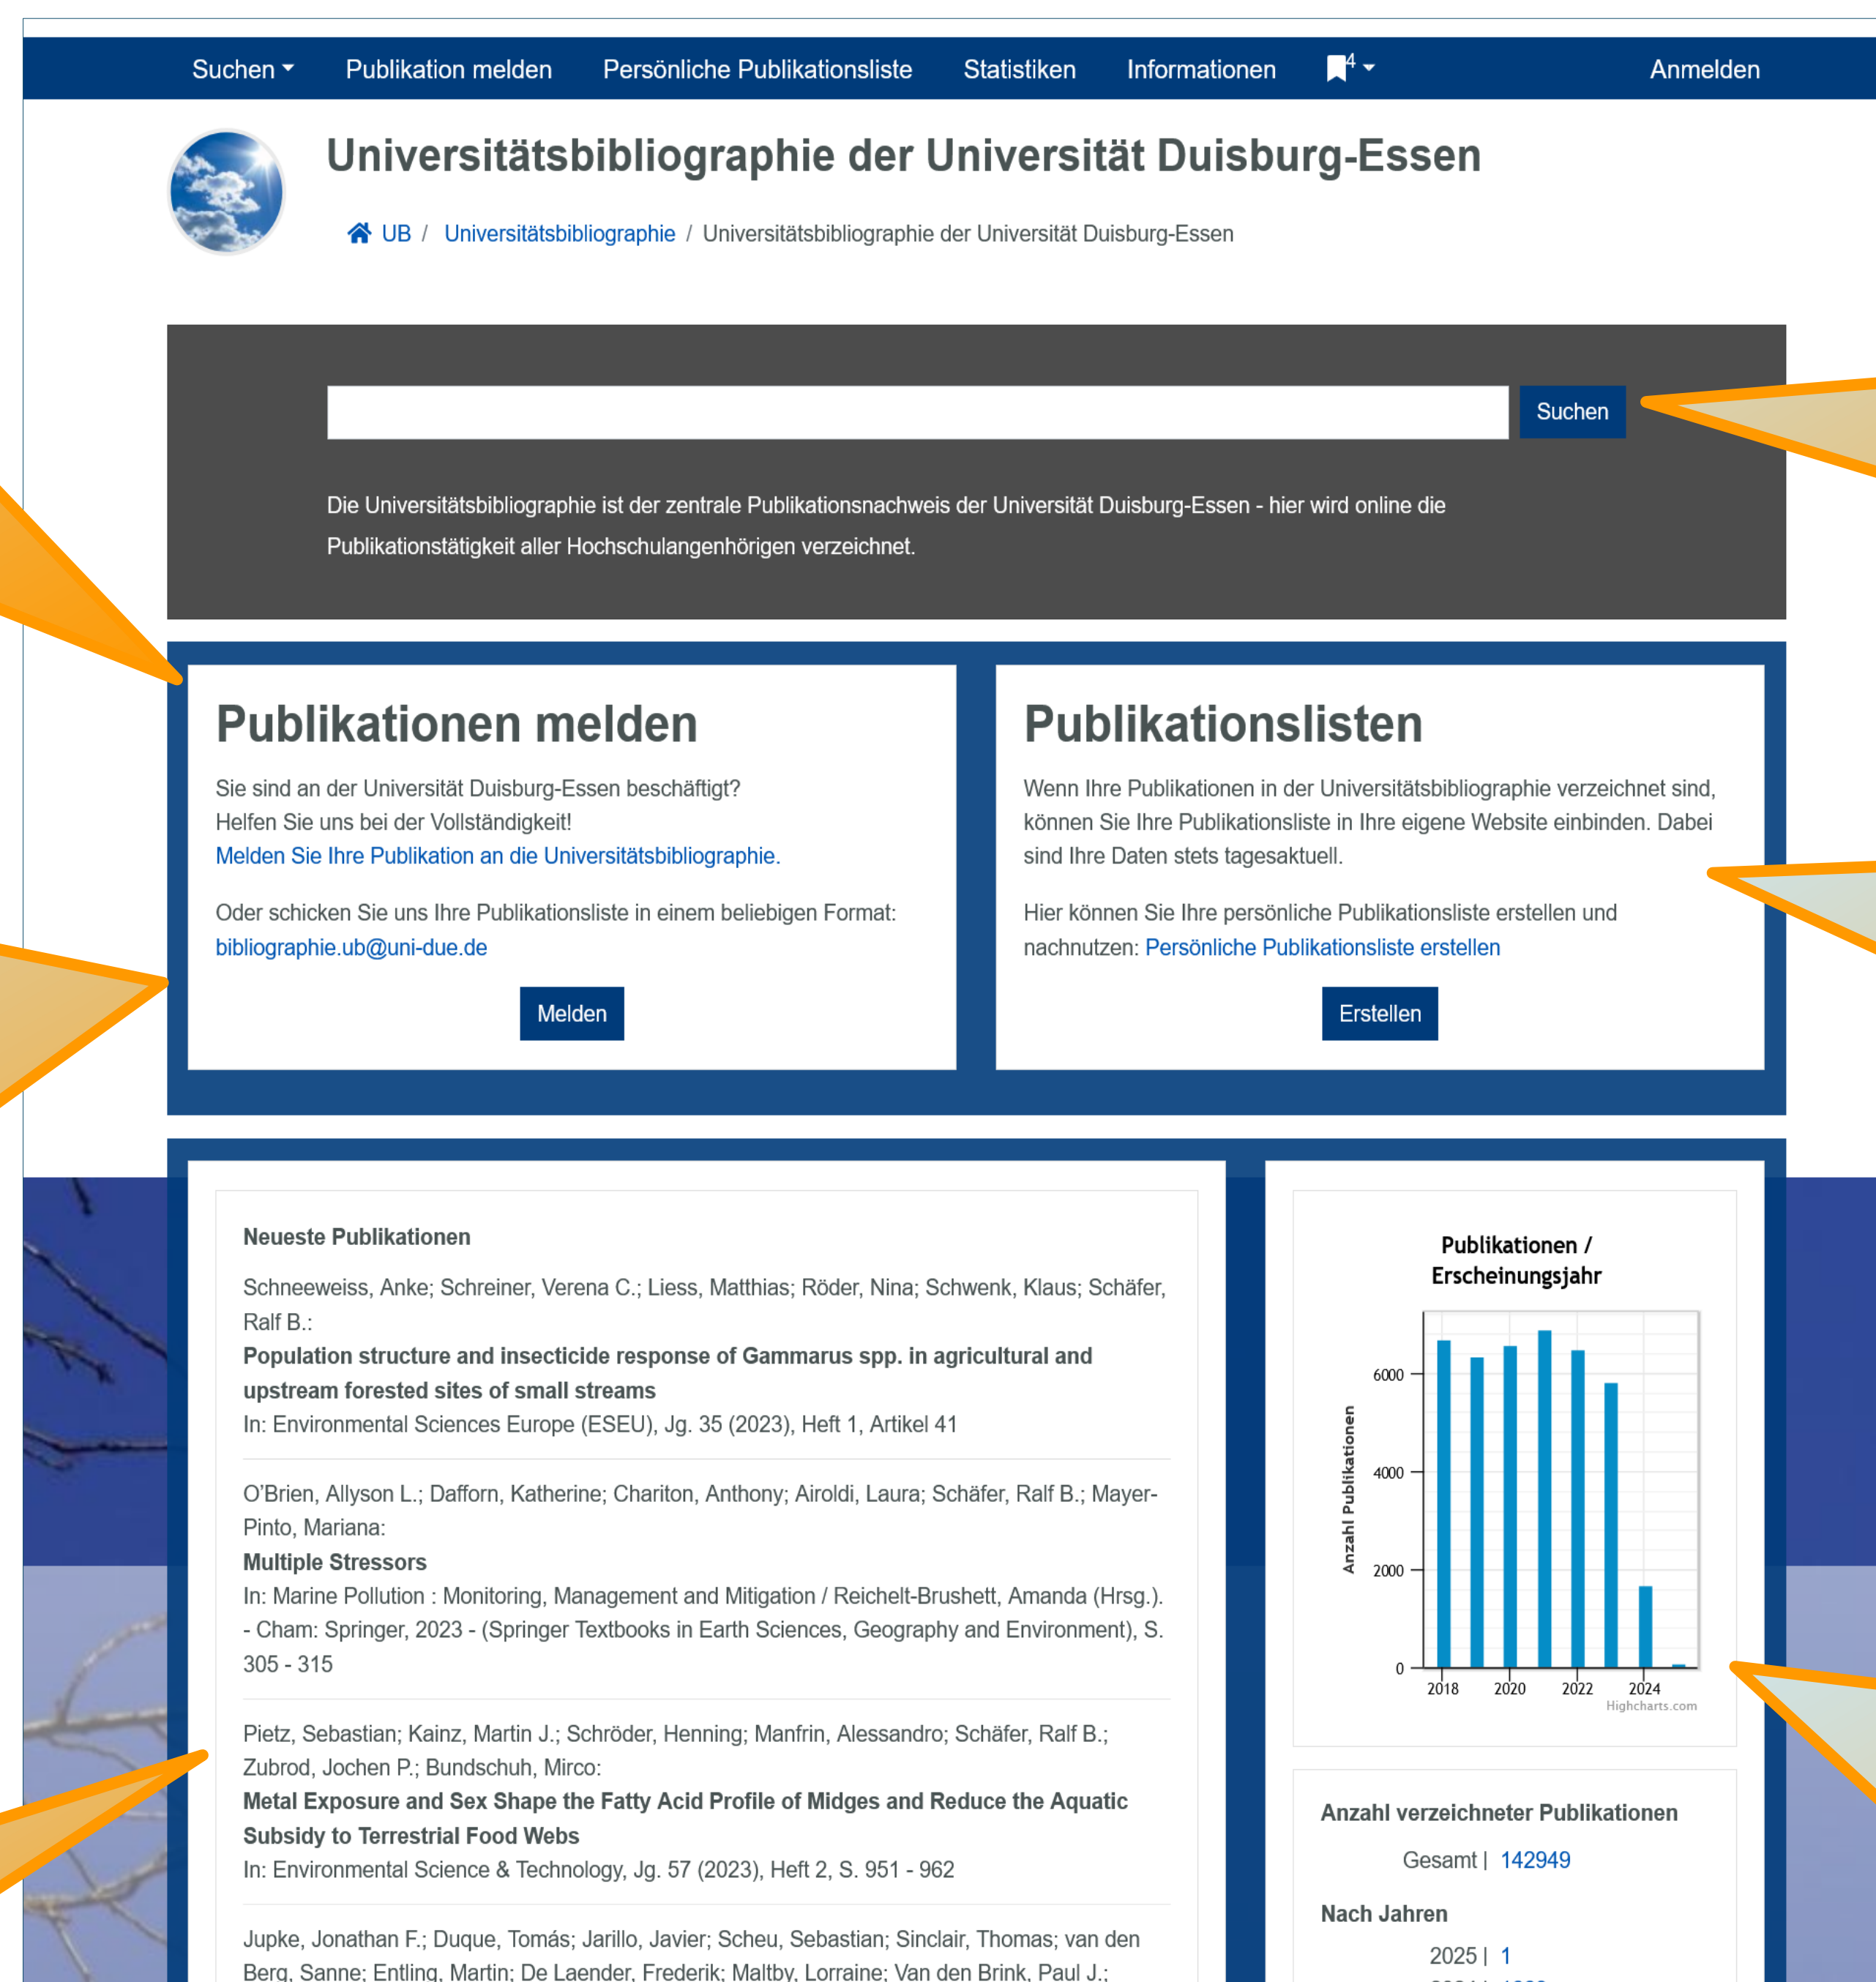 Suchen Publikation melden Persönliche Publikationsliste Statistiken Informationen 4 Anmelden
Universitätsbibliographie der Universität Duisburg-Essen
UB / Universitätsbibliographie / Universitätsbibliographie der Universität Duisburg-Essen
Suchen
Die Universitätsbibliographie ist der zentrale Publikationsnachweis der Universität Duisburg-Essen - hier wird online die
Publikationstätigkeit aller Hochschulangenhörigen verzeichnet.
Publikationen melden
Sie sind an der Universität Duisburg-Essen beschäftigt?
Helfen Sie uns bei der Vollständigkeit!
Melden Sie Ihre Publikation an die Universitätsbibliographie.
Oder schicken Sie uns Ihre Publikationsliste in einem beliebigen Format:
bibliographie.ub@uni-due.de
Melden
Publikationslisten
Wenn Ihre Publikationen in der Universitätsbibliographie verzeichnet sind,
können Sie Ihre Publikationsliste in Ihre eigene Website einbinden. Dabei
sind Ihre Daten stets tagesaktuell.
Hier können Sie Ihre persönliche Publikationsliste erstellen und
nachnutzen: Persönliche Publikationsliste erstellen
Erstellen
Neueste Publikationen
Schneeweiss, Anke; Schreiner, Verena C.; Liess, Matthias; Röder, Nina; Schwenk, Klaus; Schäfer,
Ralf B.:
Population structure and insecticide response of Gammarus spp. in agricultural and
upstream forested sites of small streams
In: Environmental Sciences Europe (ESEU), Jg. 35 (2023), Heft 1, Artikel 41
O'Brien, Allyson L.; Dafforn, Katherine; Chariton, Anthony; Airoldi, Laura; Schäfer, Ralf B.; Mayer-
Pinto, Mariana:
Multiple Stressors
In: Marine Pollution : Monitoring, Management and Mitigation / Reichelt-Brushett, Amanda (Hrsg.).
- Cham: Springer, 2023 - (Springer Textbooks in Earth Sciences, Geography and Environment), S.
305 - 315
Pietz, Sebastian; Kainz, Martin J.; Schröder, Henning; Manfrin, Alessandro; Schäfer, Ralf B.;
Zubrod, Jochen P.; Bundschuh, Mirco:
Metal Exposure and Sex Shape the Fatty Acid Profile of Midges and Reduce the Aquatic
Subsidy to Terrestrial Food Webs
In: Environmental Science & Technology, Jg. 57 (2023), Heft 2, S. 951 - 962
Jupke, Jonathan F.; Duque, Tomás; Jarillo, Javier; Scheu, Sebastian; Sinclair, Thomas; van den
Berg, Sanne; Entling, Martin; De Laender, Frederik; Maltby, Lorraine; Van den Brink, Paul J.;
Publikationen /
Erscheinungsjahr
Anzahl Publikationen
6000
4000
2000
0
2018 2020 2022 2024
Highcharts.com
Anzahl verzeichneter Publikationen
Gesamt | 142949
Nach Jahren
2025 | 1